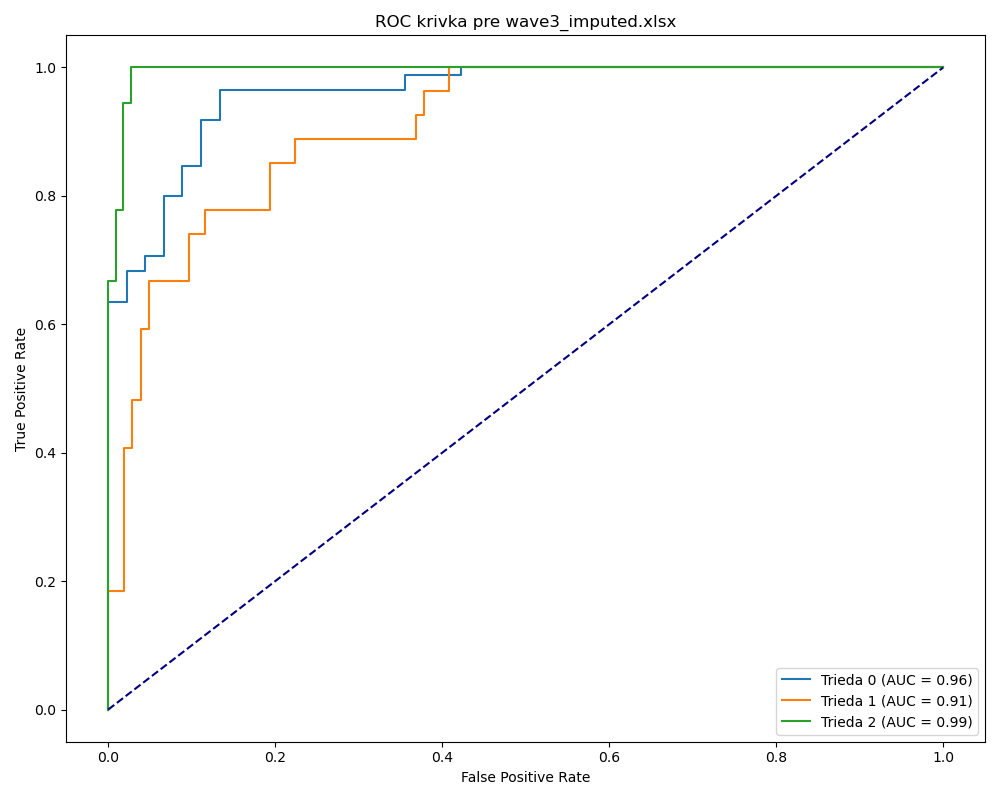 ROC krivka pre wave3_imputed.xlsx
True Positive Rate
1.0
0.8
0.6
0.4
0.2
0.0
0.0 0.2 0.4 0.6 0.8 1.0
False Positive Rate
Trieda 0 (AUC = 0.96)
Trieda 1 (AUC = 0.91)
Trieda 2 (AUC = 0.99)